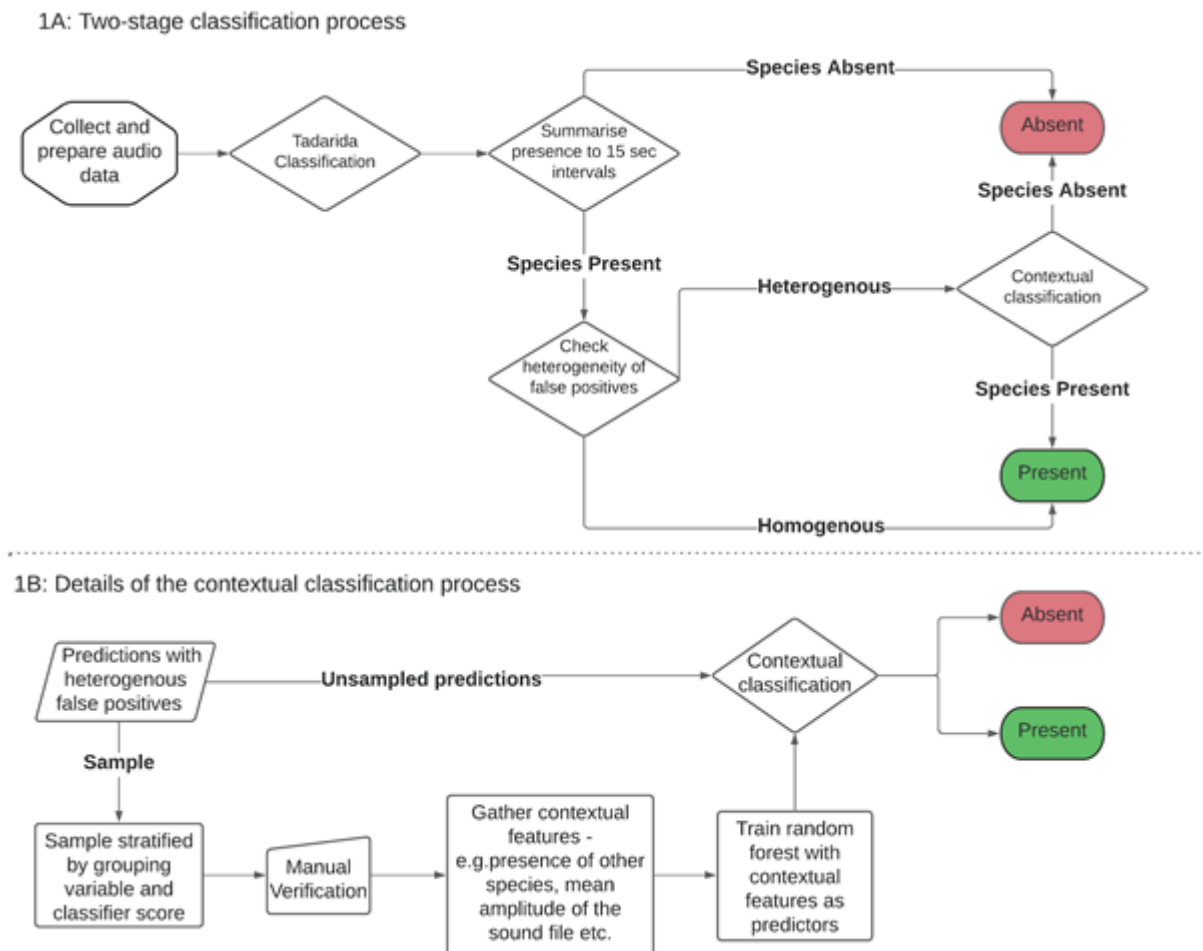 1A: Two-stage classification process
Species Absent
Collect and
prepare audio
data
Tadarida
Classification
Summarise
presence to 15 sec
intervals
Absent
Species Absent
Species Present
Heterogenous
Contextual
classification
Check
heterogeneity of
false positives
Species Present
Present
Homogenous
1B: Details of the contextual classification process
Absent
Predictions with
heterogenous
false positives
Unsampled predictions
Contextual
classification
Present
Sample
Sample stratified
by grouping
variable and
classifier score
Manual
Verification
Gather contextual
features -
e.g.presence of other
species, mean
amplitude of the
sound file etc.
Train random
forest with
contextual
features as
predictors